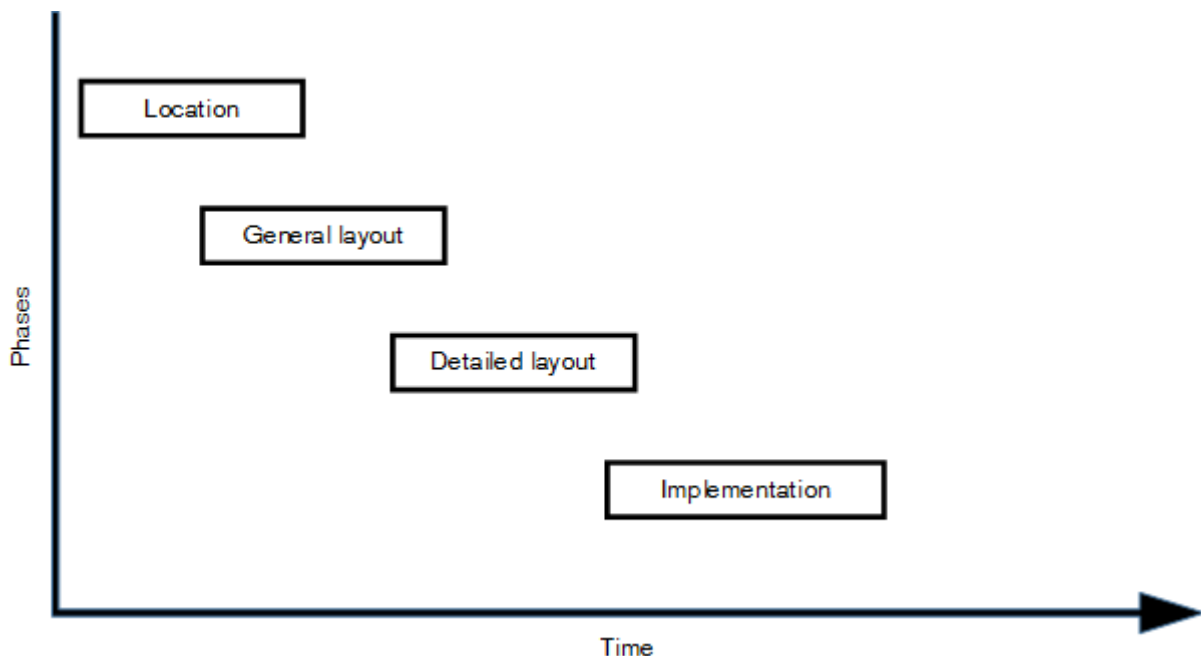 Location
General layout
Detailed layout
Implementation
Phases
Time